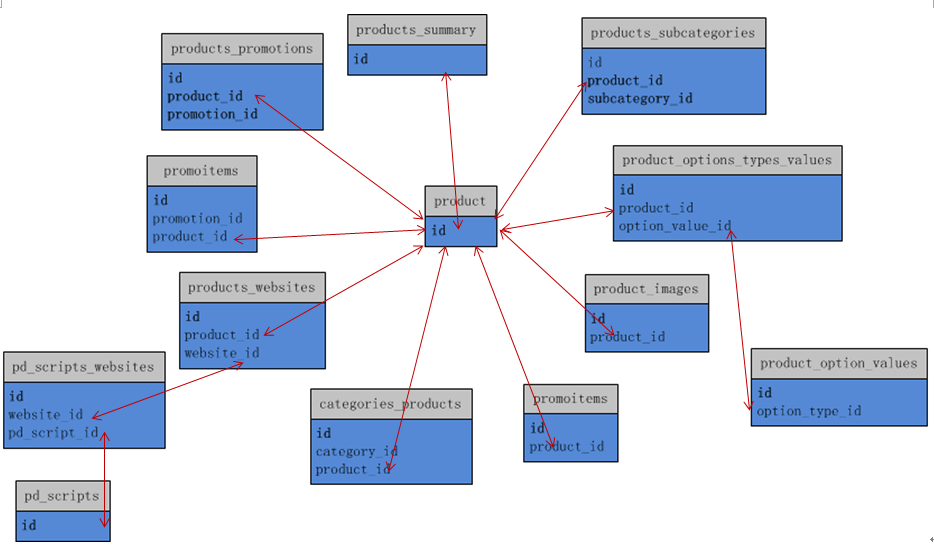 products_promotions
id
product_id
promotion_id
products_summary
id
products_subcategories
id
product_id
subcategory_id
promoitems
id
promotion_id
product_id
product
id
product_options_types_values
id
product_id
option_value_id
products_websites
id
product_id
website_id
product_images
id
product_id
pd_scripts_websites
id
website_id
pd_script_id
categories_products
id
category_id
product_id
promoitems
id
product_id
product_option_values
id
option_type_id
pd_scripts
id